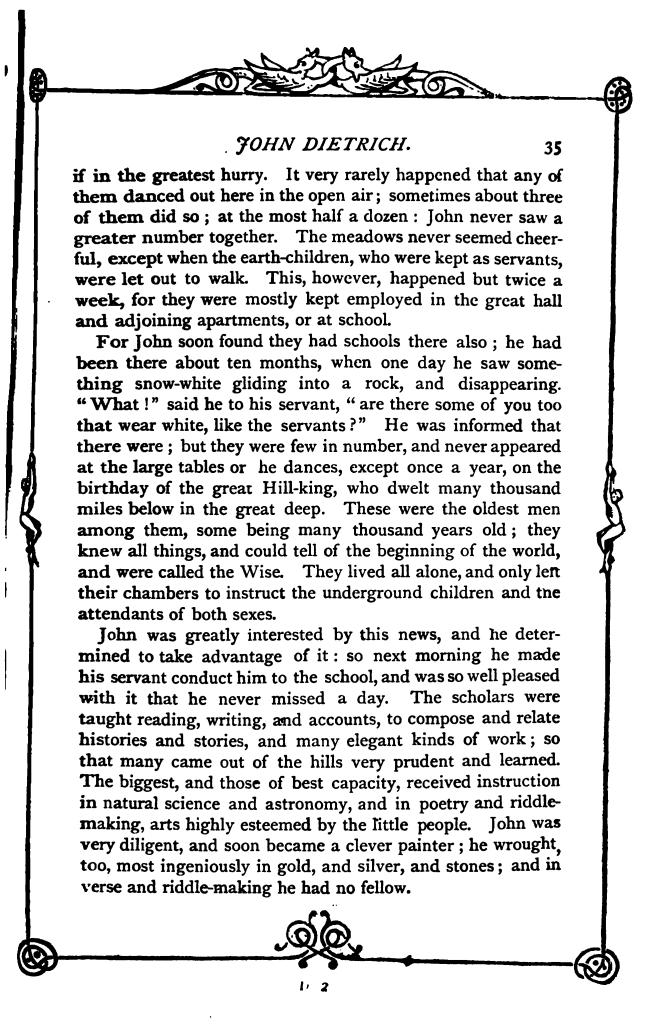 JOHN DIETRICH. 35
if in the greatest hurry. It very rarely happened that any of
them danced out here in the open air; sometimes about three
of them did so; at the most half a dozen: John never saw a
greater number together. The meadows never seemed cheer-
ful, except when the earth-children, who were kept as servants,
were let out to walk. This, however, happened but twice a
week, for they were mostly kept employed in the great hall
and adjoining apartments, or at school.
For John soon found they had schools there also; he had
been there about ten months, when one day he saw some-
thing snow-white gliding into a rock, and disappearing.
"What!" said he to his servant, "are there some of you too
that wear white, like the servants?" He was informed that
there were; but they were few in number, and never appeared
at the large tables or he dances, except once a year, on the
birthday of the great Hill-king, who dwelt many thousand
miles below in the great deep. These were the oldest men
among them, some being many thousand years old; they
knew all things, and could tell of the beginning of the world,
and were called the Wise. They lived all alone, and only left
their chambers to instruct the underground children and the
attendants of both sexes.
John was greatly interested by this news, and he deter-
mined to take advantage of it: so next morning he made
his servant conduct him to the school, and was so well pleased
with it that he never missed a day. The scholars were
taught reading, writing, and accounts, to compose and relate
histories and stories, and many elegant kinds of work; so
that many came out of the hills very prudent and learned.
The biggest, and those of best capacity, received instruction
in natural science and astronomy, and in poetry and riddle-
making, arts highly esteemed by the little people. John was
very diligent, and soon became a clever painter; he wrought,
too, most ingeniously in gold, and silver, and stones; and in
verse and riddle-making he had no fellow.
2